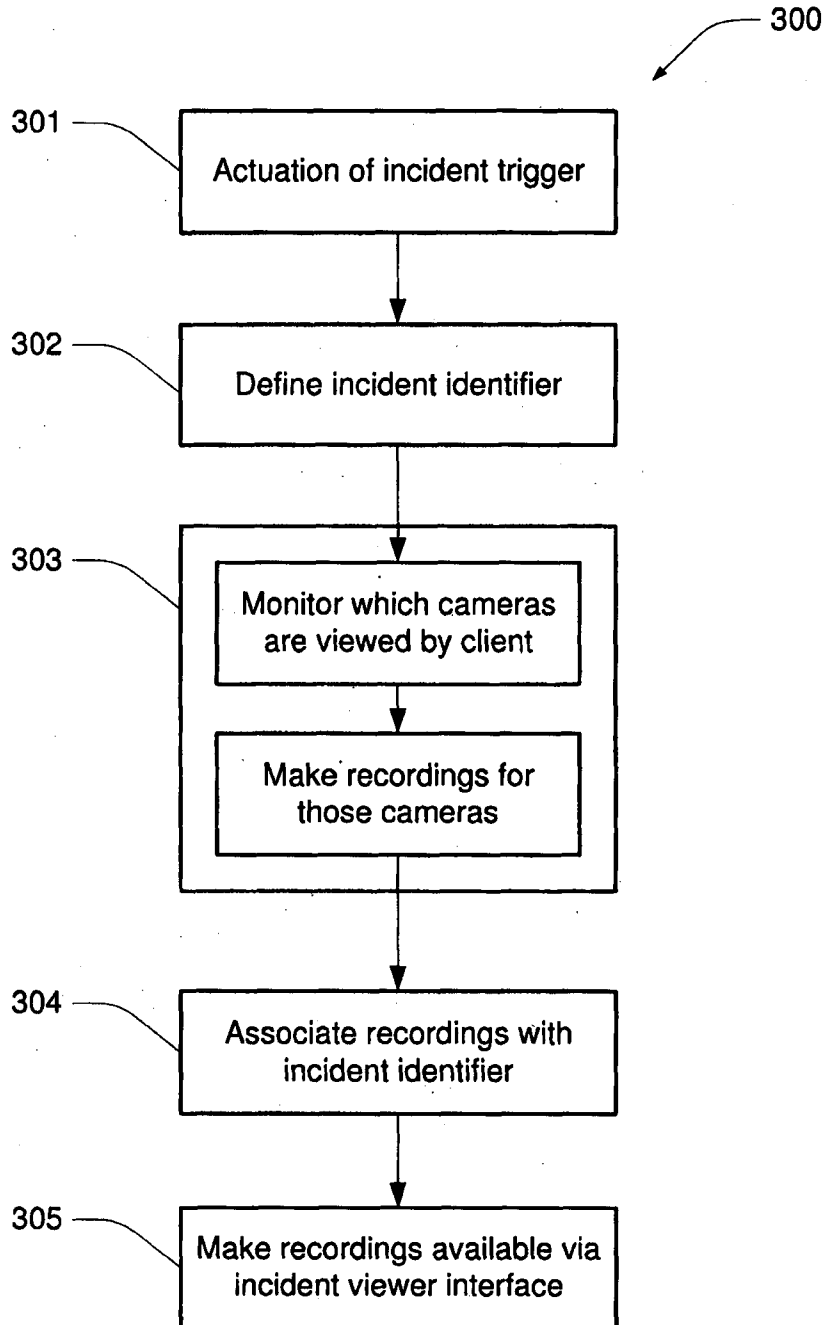 300
301
Actuation of incident trigger
302
Define incident identifier
303
Monitor which cameras
are viewed by client
Make recordings for
those cameras
304
Associate recordings with
incident identifier
305
Make recordings available via
incident viewer interface